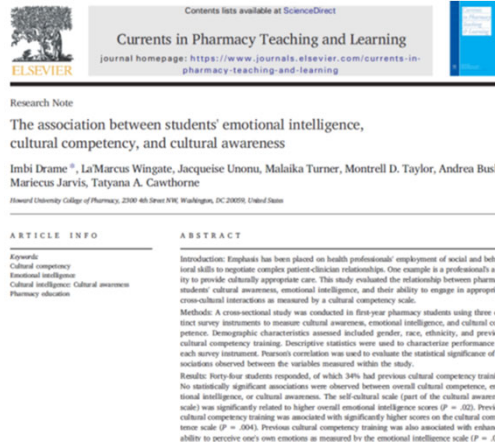 Contents lists available at ScienceDirect
Currents in Pharmacy Teaching and Learning
journal homepage: https://www.journals.elsevier.com/currents-in-
pharmacy-teaching-and-learning
ELSEVIER
Research Note
The association between students' emotional intelligence,
cultural competency, and cultural awareness
Imbi Drame *, La'Marcus Wingate, Jacqueise Unonu, Malaika Turner, Montrell D. Taylor, Andrea
Mariecus Jarvis, Tatyana A. Cawthorne
Howard University College of Pharmacy, 2300 4th Street NW, Washington, DC 20059, United States
ARTICLE INFO
Keywords:
Cultural competency
Emotional intelligence
Cultural intelligence: Cultural awareness
Pharmacy education
ABSTRACT
Introduction: Emphasis has been placed on health professionals' employment of social and
ioral skills to negotiate complex patient-clinician relationships. One example is a professional's
ity to provide culturally appropriate care. This study evaluated the relationship between
students' cultural awareness, emotional intelligence, and their ability to engage in
cross-cultural interactions as measured by a cultural competency scale.
Methods: A cross-sectional study was conducted in first-year pharmacy students using three
tinct survey instruments to measure cultural awareness, emotional intelligence, and cultural
petence. Demographic characteristics assessed included gender, race, ethnicity, and
cultural competency training. Descriptive statistics were used to characterize performance
each survey instrument. Pearson's correlation was used to evaluate the statistical significance of
sociations observed between the variables measured within the study.
Results: Forty-four students responded, of which 34% had previous cultural competency
No statistically significant associations were observed between overall cultural competence,
tional intelligence, or cultural awareness. The self-cultural scale (part of the cultural
scale) was significantly related to higher overall emotional intelligence scores (P = .02).
cultural competency training was associated with significantly higher scores on the cultural
tence scale (P = .004). Previous cultural competency training was also associated with
ability to perceive one's own emotions as measured by the emotional intelligence scale (P =